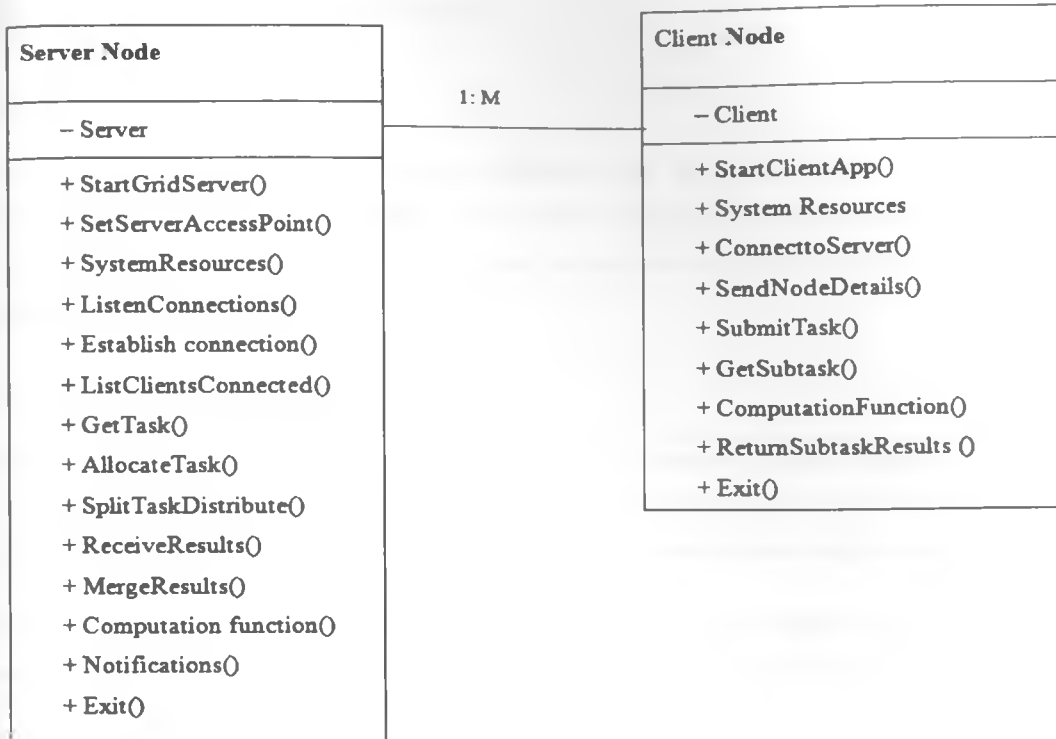 Server Node
– Server
+ StartGridServer()
+ SetServerAccessPoint()
+ SystemResources()
+ ListenConnections()
+ Establish connection()
+ ListClientsConnected()
+ GetTask()
+ AllocateTask()
+ SplitTaskDistribute()
+ ReceiveResults()
+ MergeResults()
+ Computation function()
+ Notifications()
+ Exit()
1: M
Client Node
– Client
+ StartClientApp()
+ System Resources
+ ConnecttoServer()
+ SendNodeDetails()
+ SubmitTask()
+ GetSubtask()
+ ComputationFunction()
+ ReturnSubtaskResults ()
+ Exit()